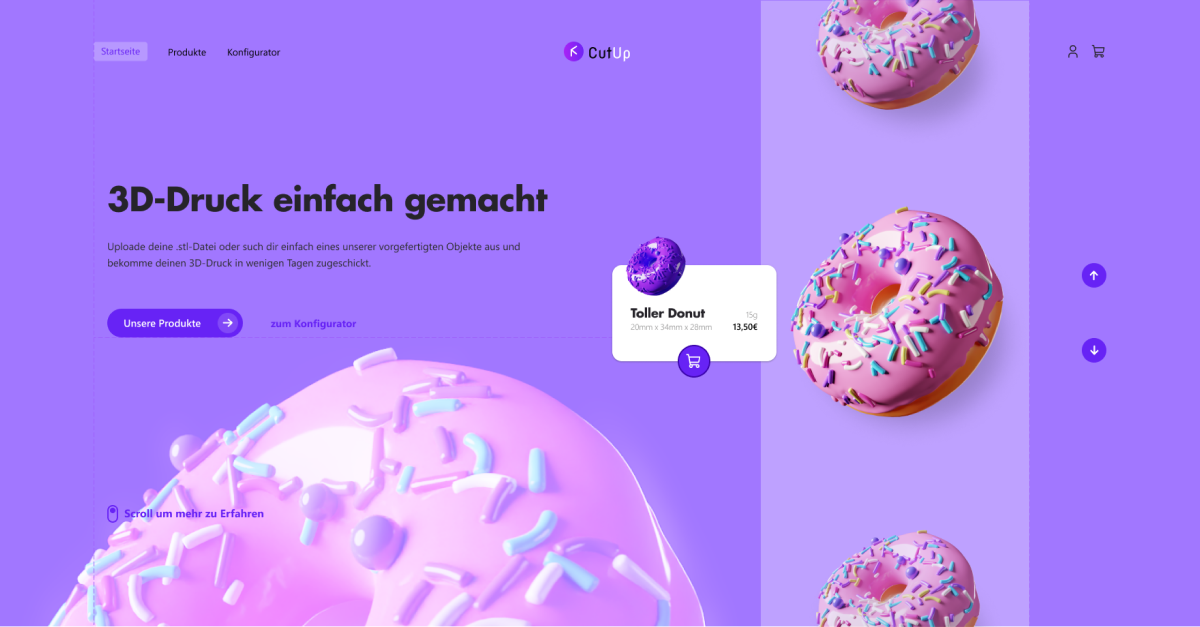 Startseite
Produkte
Konfigurator
CutUp
3D-Druck einfach gemacht
Uploade deine .stl-Datei oder such dir einfach eines unserer vorgefertigten Objekte aus und
bekomme deinen 3D-Druck in wenigen Tagen zugeschickt.
Unsere Produkte
zum Konfigurator
Toller Donut
15g
20mm x 34mm x 28mm
13,50€
Scroll um mehr zu Erfahren